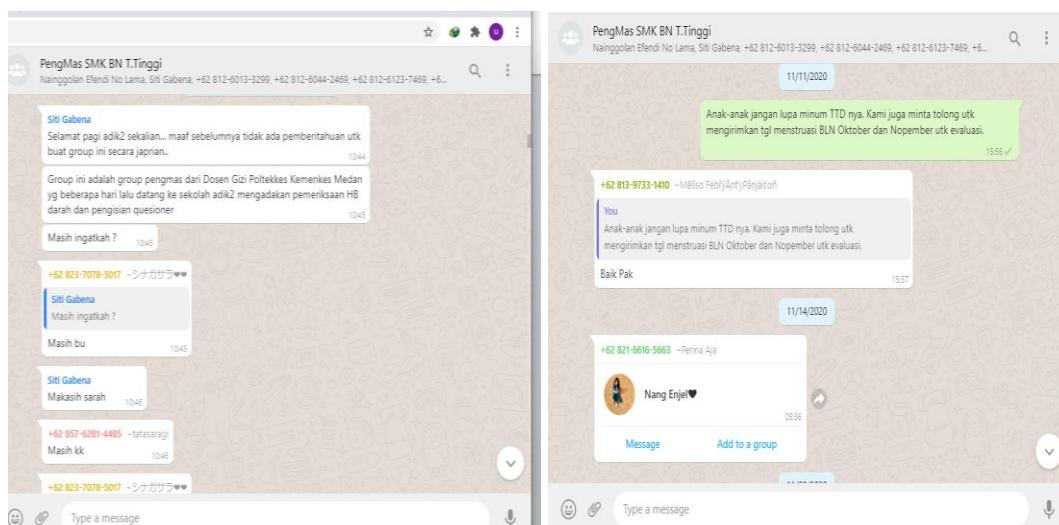 PengMas SMK BN T.Tinggi
Nainggolan Efendi No Lama, Siti Gabena, +62 812-6013-3299, +62 812-6044-2469, +62 812-6123-7469, +6...
Siti Gabena
Selamat pagi adik2 sekalian... maaf sebelumnya tidak ada pemberitahuan utk
buat group ini secara japrian..
10:44
Group ini adalah group pengmas dari Dosen Gizi Poltekkes Kemenkes Medan
yg beberapa hari lalu datang ke sekolah adik2 mengadakan pemeriksaan HB
darah dan pengisian quesioner
10:45
Masih ingatkah ?
10:45
+62 823-7078-5017 ~シナガサラ♥♥
Siti Gabena
Masih ingatkah ?
Masih bu
10:45
Siti Gabena
Makasih sarah
10:46
+62 857-6281-4485 ~tatasaragi
Masih kk
10:46
+62 823-7078-5017 ~シナガサラ♥♥
Type a message
PengMas SMK BN T.Tinggi
Nainggolan Efendi No Lama, Siti Gabena, +62 812-6013-3299, +62 812-6044-2469, +62 812-6123-7469, +6...
11/11/2020
Anak-anak jangan lupa minum TTD nya. Kami juga minta tolong utk
mengirimkan tgl menstruasi BLN Oktober dan Nopember utk evaluasi.
15:56
+62 813-9733-1410
You
Anak-anak jangan lupa minum TTD nya. Kami juga minta tolong utk
mengirimkan tgl menstruasi BLN Oktober dan Nopember utk evaluasi.
Baik Pak
15:57
11/14/2020
+62 821-6616-5663 ~Perina Aja
Nang Enjel♥
05:36
Message Add to a group
Type a message